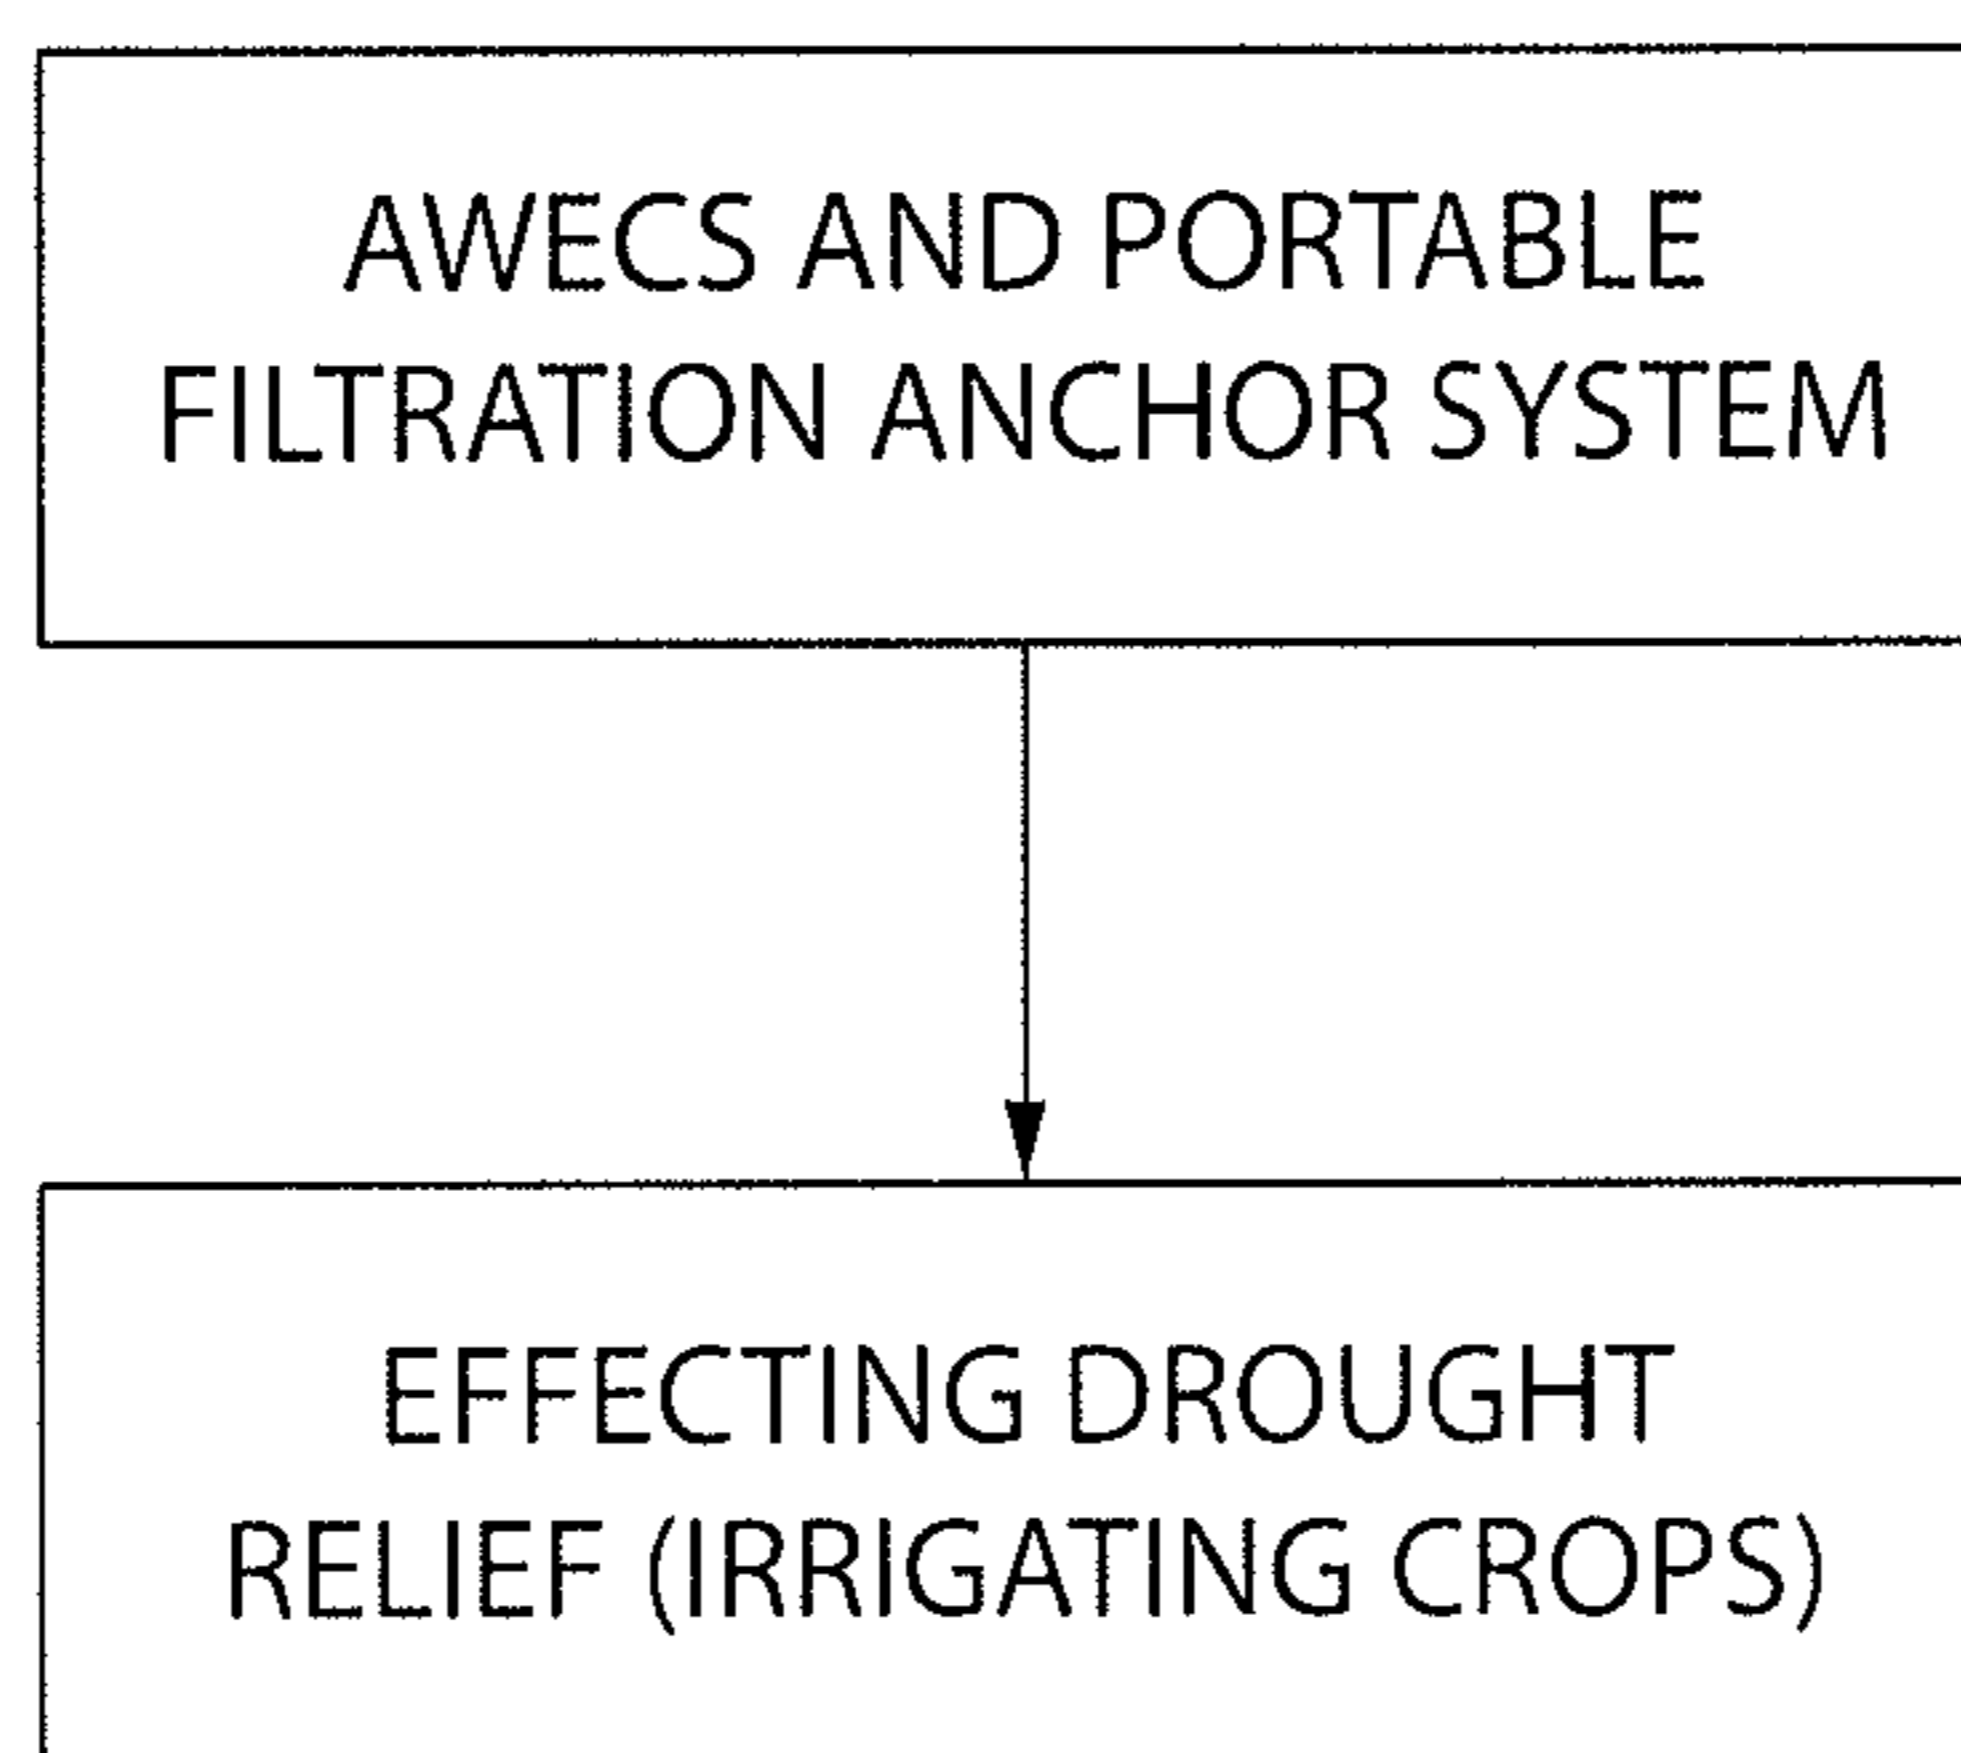 AWECS AND PORTABLE
FILTRATION ANCHOR SYSTEM
EFFECTING DROUGHT
RELIEF (IRRIGATING CROPS)